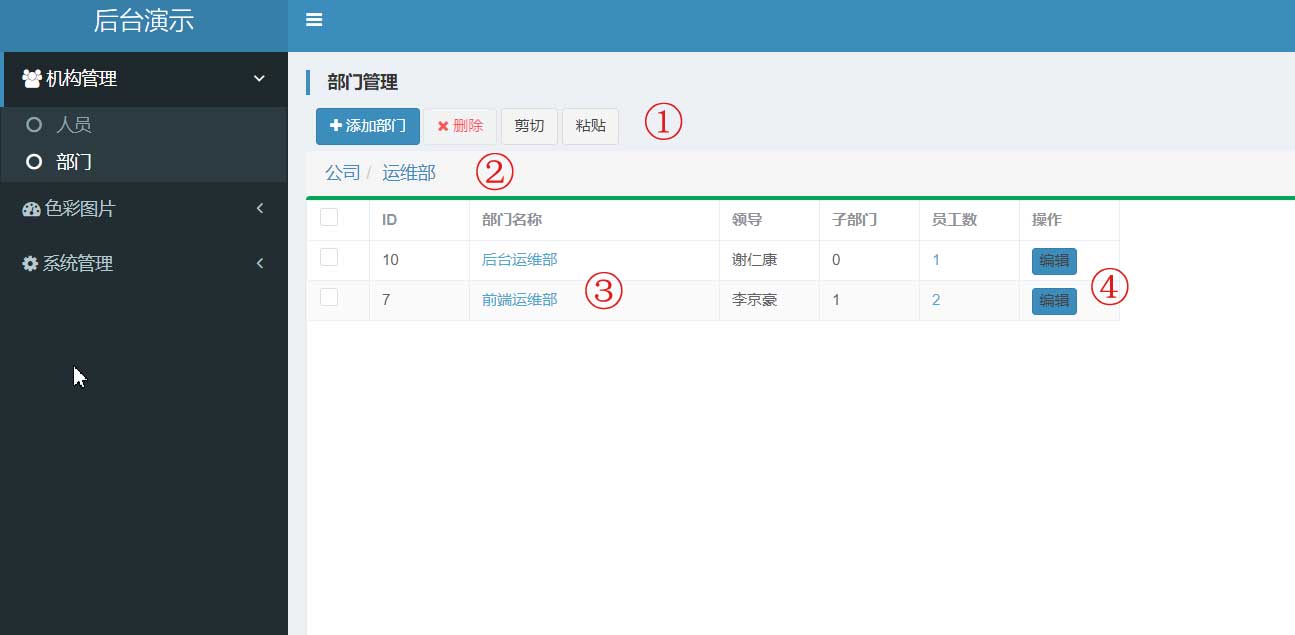 后台演示
机构管理
人员
部门
色彩图片
系统管理
部门管理
添加部门 删除 剪切 粘贴 ①
公司 / 运维部 ②
ID 部门名称 领导 子部门 员工数 操作
10 后台运维部 谢仁康 0 1 编辑
7 前端运维部 ③ 李京豪 1 2 编辑 ④